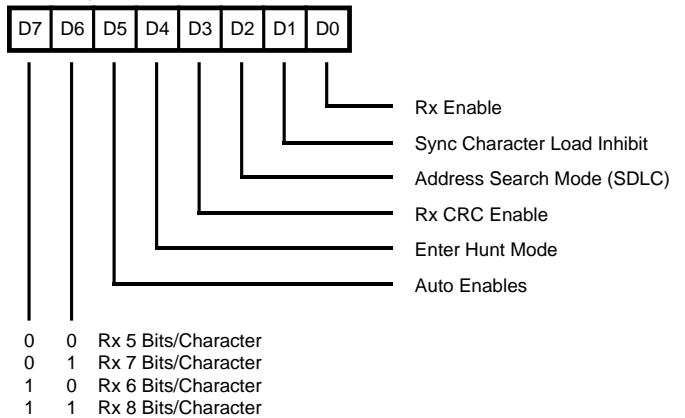 D7 D6 D5 D4 D3 D2 D1 D0
Rx Enable
Sync Character Load Inhibit
Address Search Mode (SDLC)
Rx CRC Enable
Enter Hunt Mode
Auto Enables
0 0 Rx 5 Bits/Character
0 1 Rx 7 Bits/Character
1 0 Rx 6 Bits/Character
1 1 Rx 8 Bits/Character